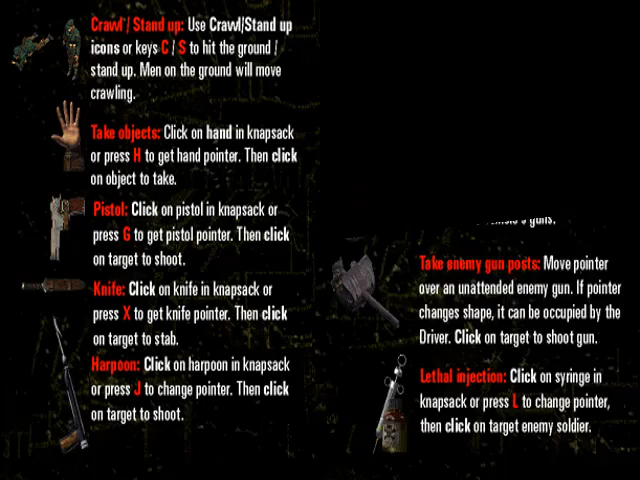 Crawl / Stand up: Use Crawl/Stand up
icons or keys C / S to hit the ground /
stand up. Men on the ground will move
crawling.
Take objects: Click on hand in knapsack
or press H to get hand pointer. Then click
on object to take.
Pistol: Click on pistol in knapsack or
press G to get pistol pointer. Then click
on target to shoot.
Knife: Click on knife in knapsack or
press X to get knife pointer. Then click
on target to stab.
Harpoon: Click on harpoon in knapsack
or press J to change pointer. Then click
on target to shoot.
guns.
Take enemy gun posts: Move pointer
over an unattended enemy gun. If pointer
changes shape, it can be occupied by the
Driver. Click on target to shoot gun.
Lethal injection: Click on syringe in
knapsack or press L to change pointer,
then click on target enemy soldier.